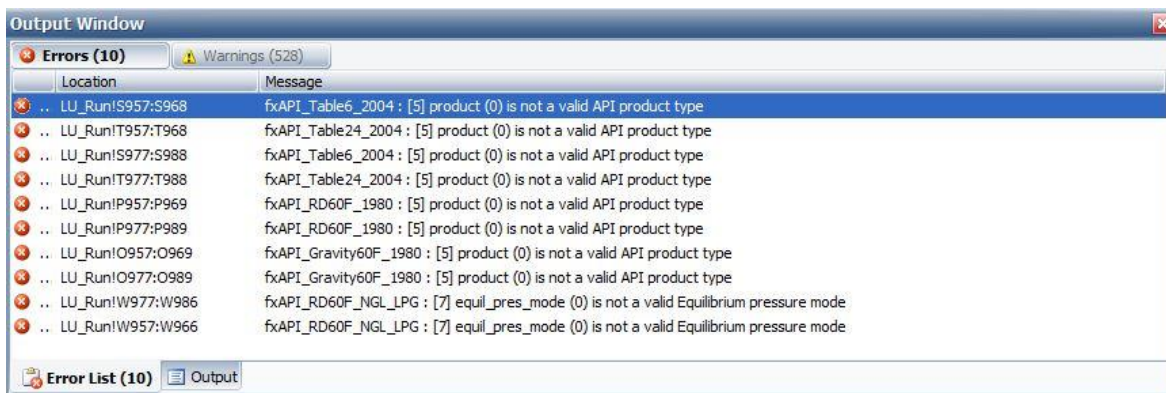 Output Window
Errors (10) Warnings (528)
Location Message
.. LU_Run!S957:S968 fxAPI_Table6_2004 : [5] product (0) is not a valid API product type
.. LU_Run!T957:T968 fxAPI_Table24_2004 : [5] product (0) is not a valid API product type
.. LU_Run!S977:S988 fxAPI_Table6_2004 : [5] product (0) is not a valid API product type
.. LU_Run!T977:T988 fxAPI_Table24_2004 : [5] product (0) is not a valid API product type
.. LU_Run!P957:P969 fxAPI_RD60F_1980 : [5] product (0) is not a valid API product type
.. LU_Run!P977:P989 fxAPI_RD60F_1980 : [5] product (0) is not a valid API product type
.. LU_Run!O957:O969 fxAPI_Gravity60F_1980 : [5] product (0) is not a valid API product type
.. LU_Run!O977:O989 fxAPI_Gravity60F_1980 : [5] product (0) is not a valid API product type
.. LU_Run!W977:W986 fxAPI_RD60F_NGL_LPG : [7] equil_pres_mode (0) is not a valid Equilibrium pressure mode
.. LU_Run!W957:W966 fxAPI_RD60F_NGL_LPG : [7] equil_pres_mode (0) is not a valid Equilibrium pressure mode
Error List (10) Output